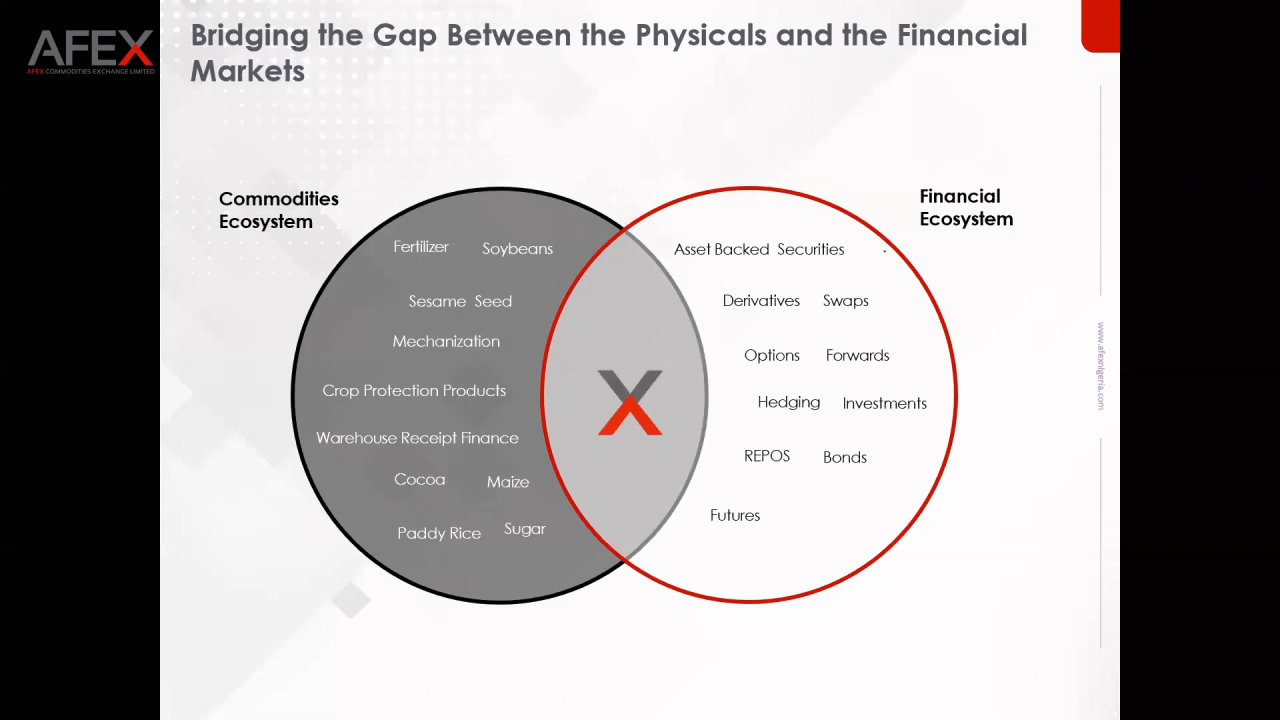 AFEX
AFEX COMMODITIES EXCHANGE LIMITED
Bridging the Gap Between the Physicals and the Financial
Markets
Commodities
Ecosystem
Financial
Ecosystem
Fertilizer
Soybeans
Sesame Seed
Mechanization
Crop Protection Products
Warehouse Receipt Finance
Cocoa
Maize
Paddy Rice
Sugar
X
Asset Backed Securities
Derivatives
Swaps
Options
Forwards
Hedging
Investments
REPOS
Bonds
Futures
www.afexnigeria.com